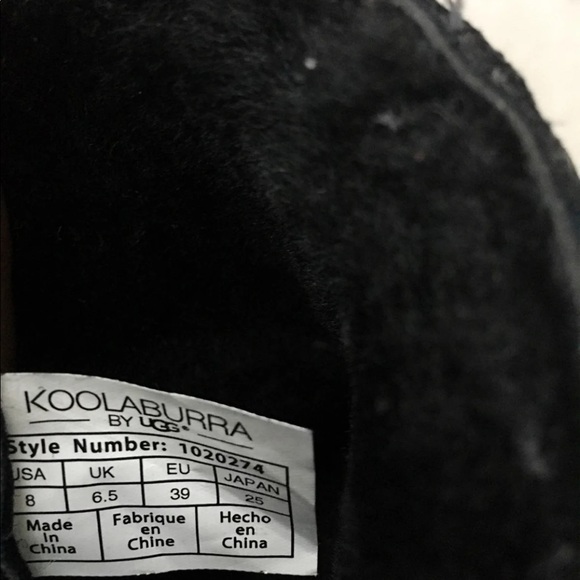 KOOLABURRA
BY UGG®
Style Number: 1020274
USA UK EU JAPAN
8 6.5 39 25
Made in China Fabrique en Chine Hecho en China